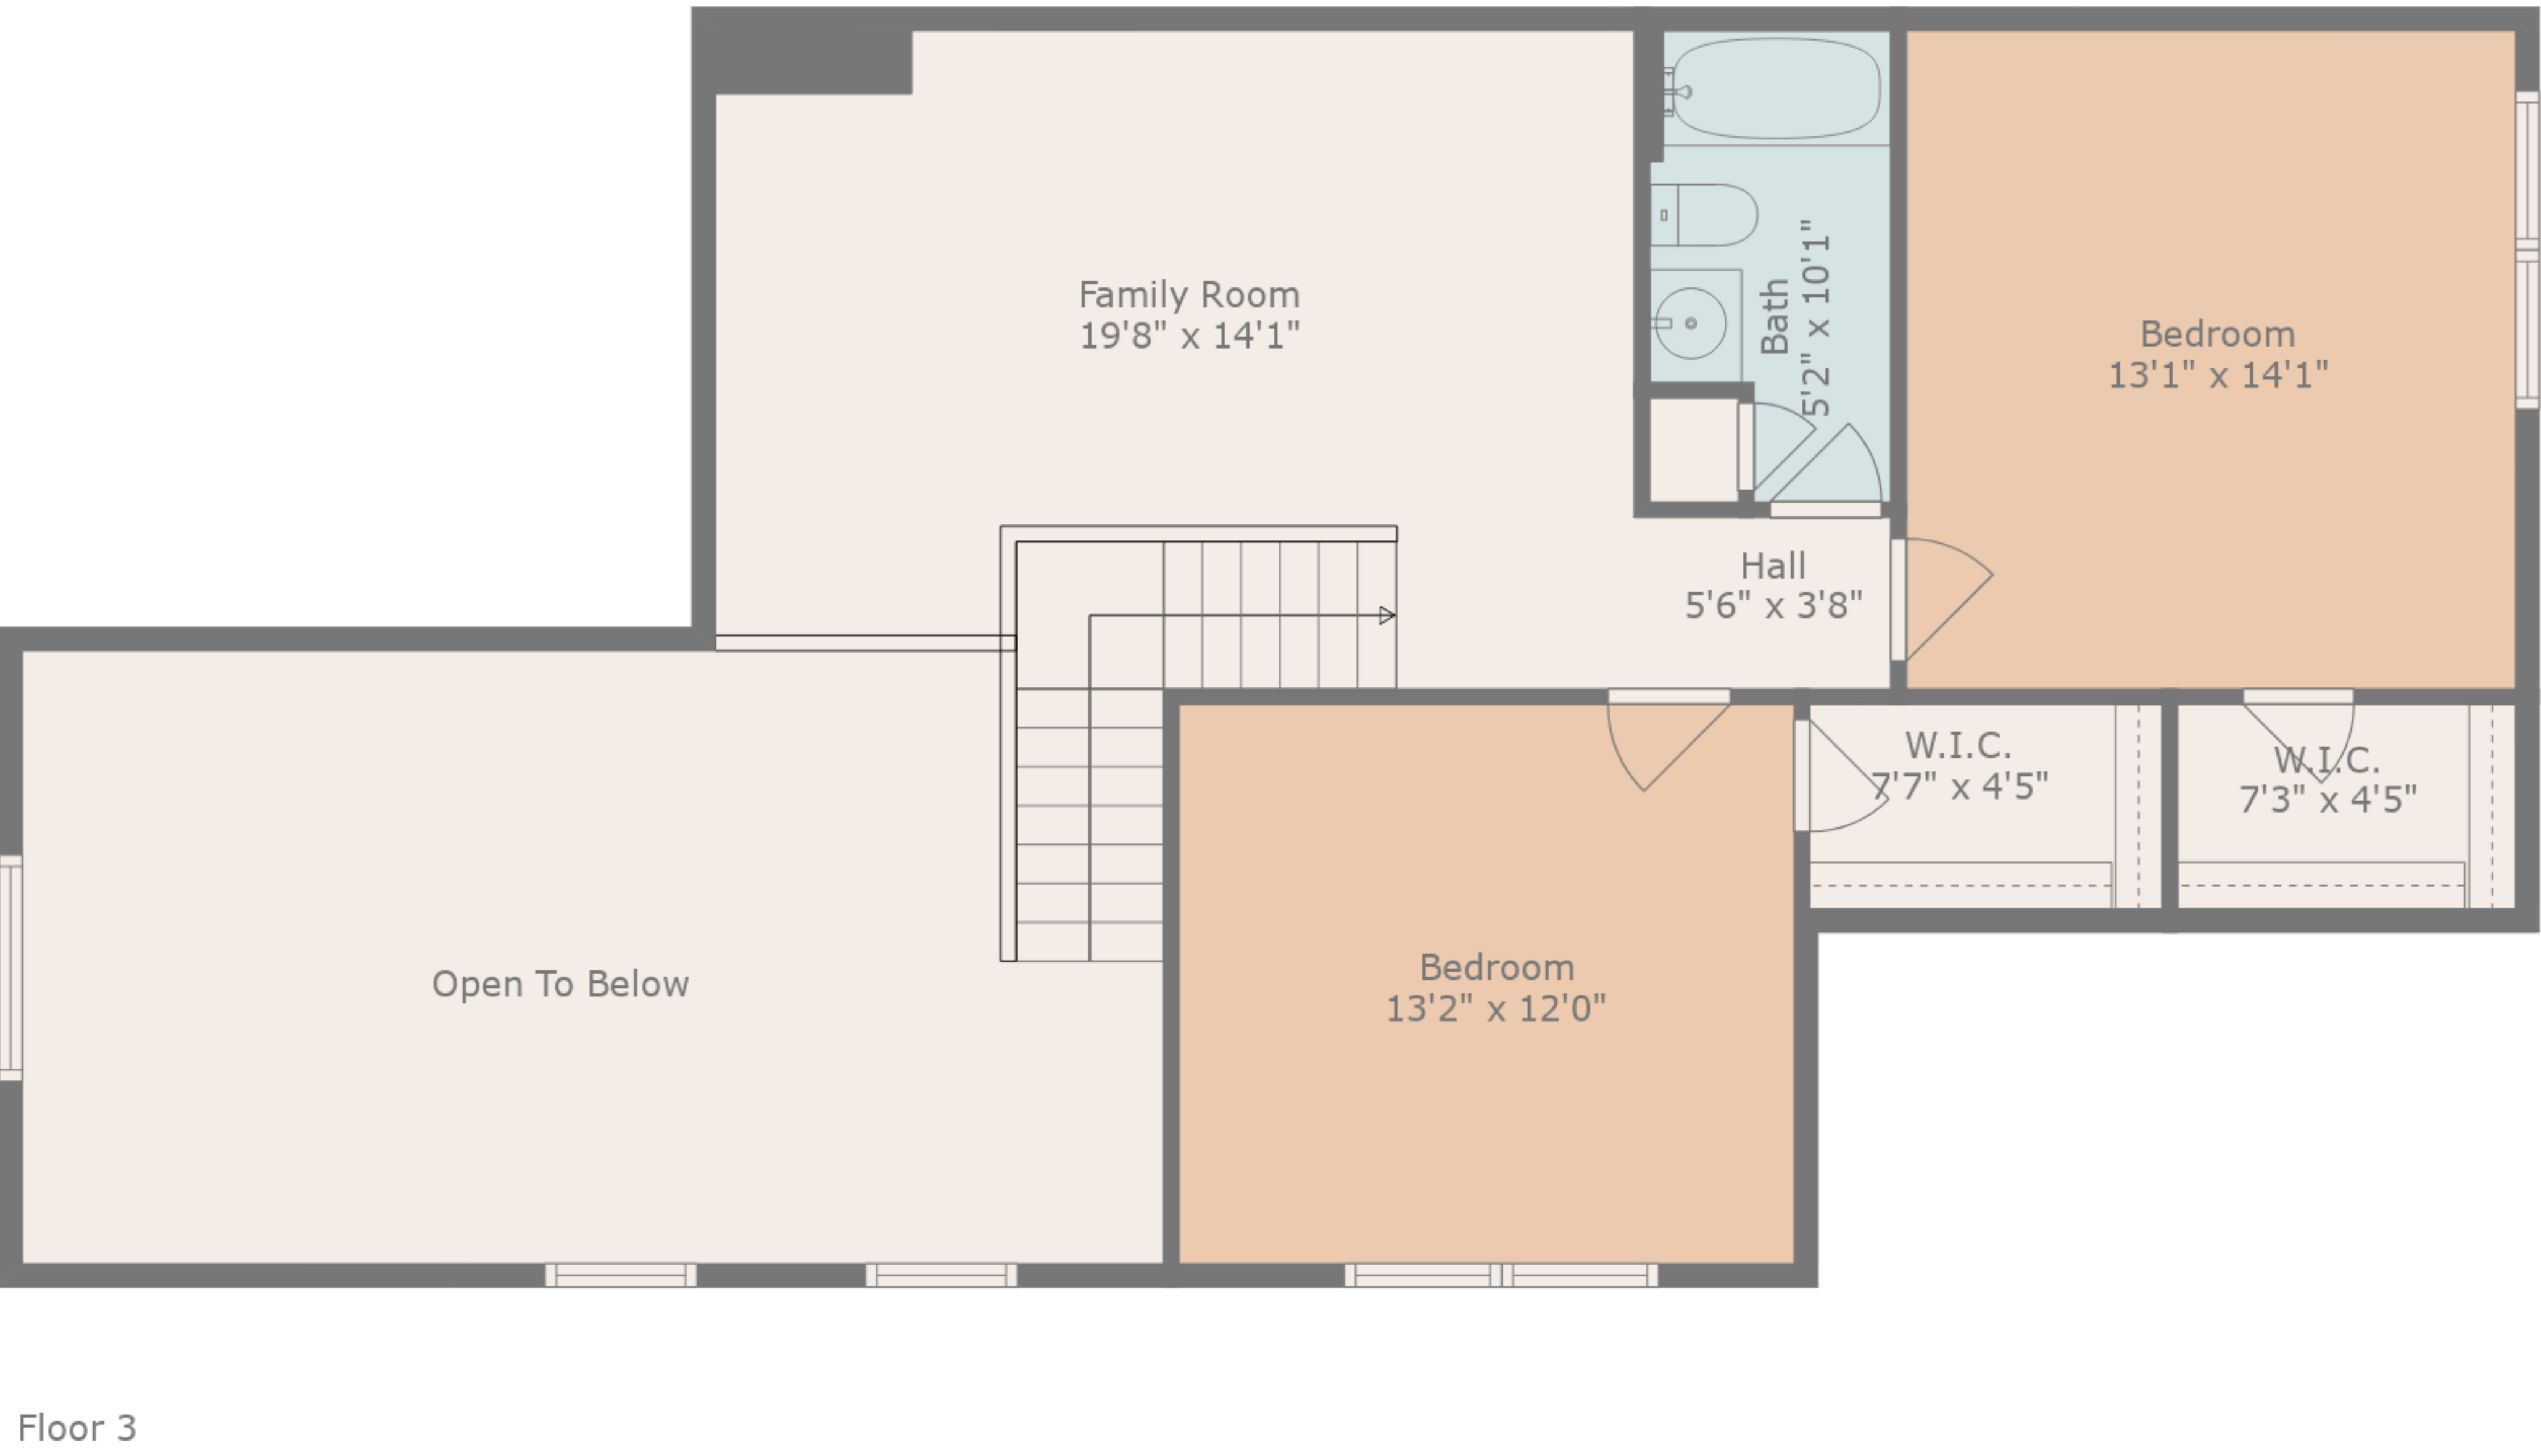 Family Room
19'8" x 14'1"
Bath
5'2" x 10'1"
Bedroom
13'1" x 14'1"
Hall
5'6" x 3'8"
W.I.C.
7'7" x 4'5"
W.I.C.
7'3" x 4'5"
Open To Below
Bedroom
13'2" x 12'0"
Floor 3